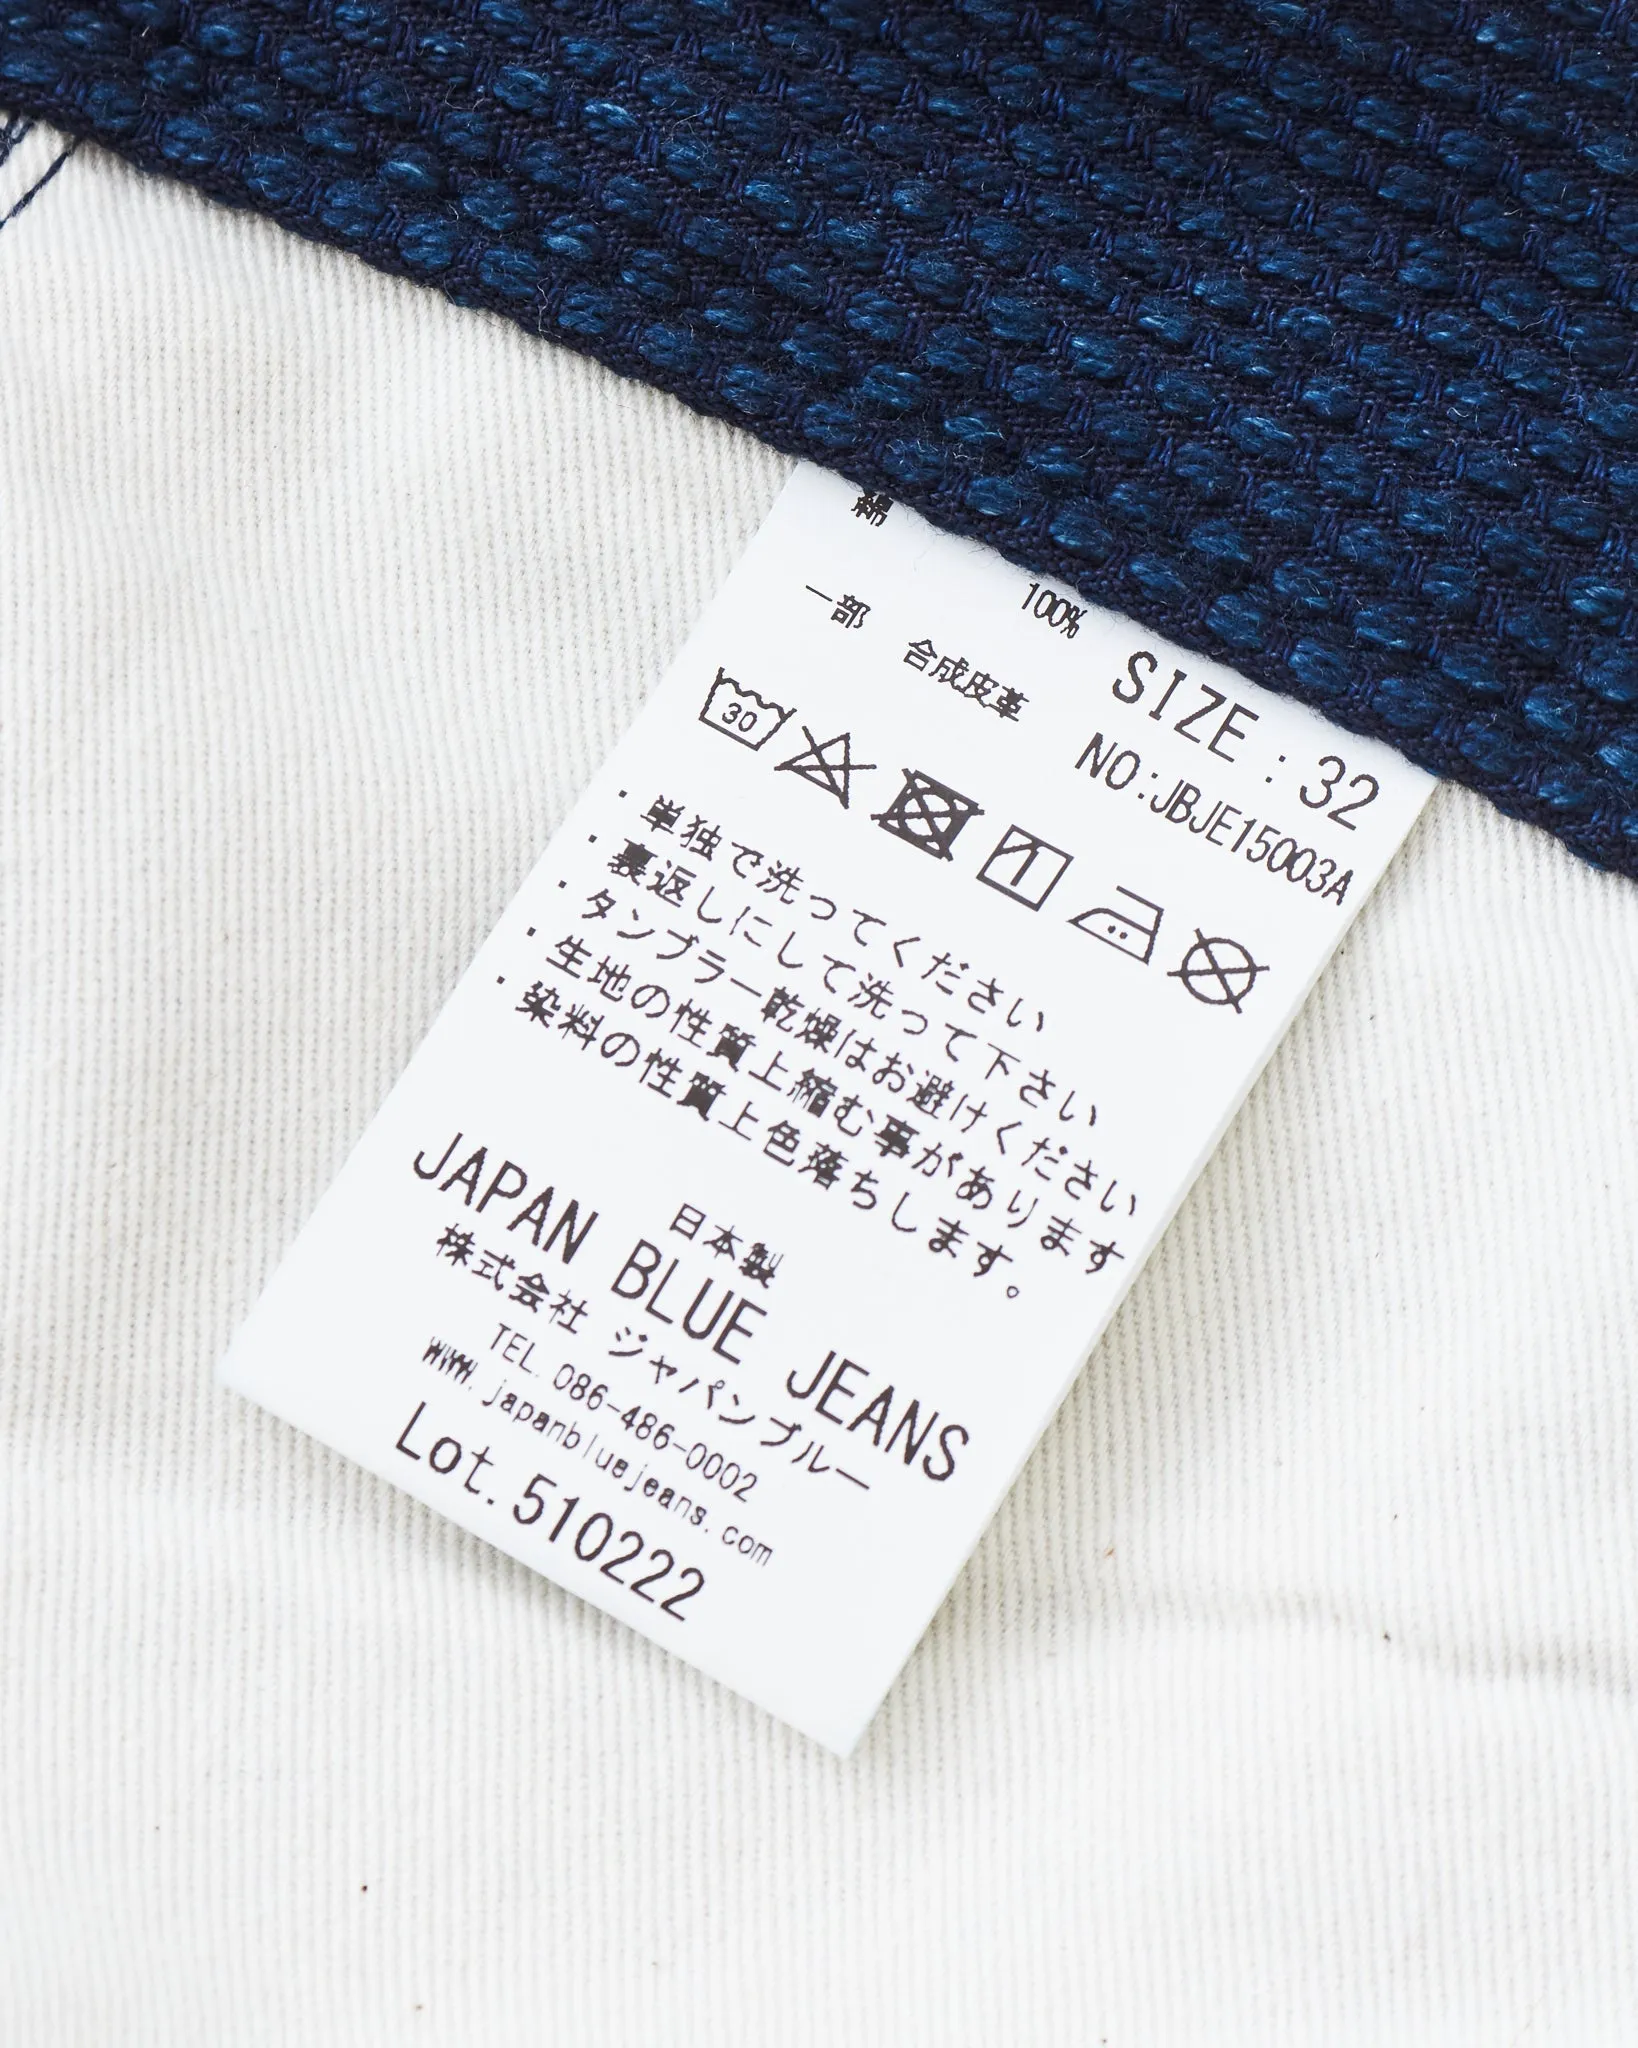 綿 100%
一部 合成皮革
SIZE : 32
NO:JBJE15003A
30
・単独で洗ってください
・裏返しにして洗って下さい
・タンブラー乾燥はお避けください
・生地の性質上縮む事があります
・染料の性質上色落ちします。
日本製
JAPAN BLUE JEANS
株式会社 ジャパンブルー
TEL. 086-486-0002
www.japanbluejeans.com
Lot. 510222